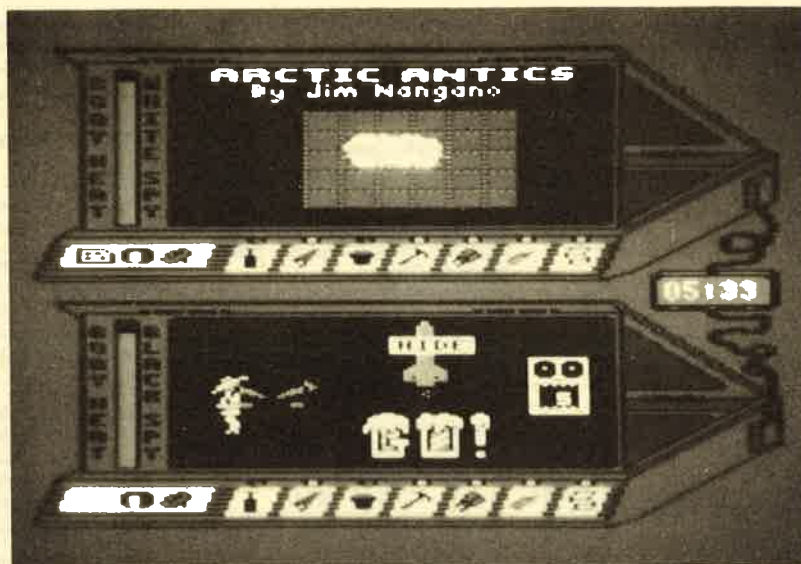 ARCTIC ANTICS
By Jim Nangano
BODY HEAT
WHITE SPY
05:33
BODY HEAT
BLACK SPY
HIDE